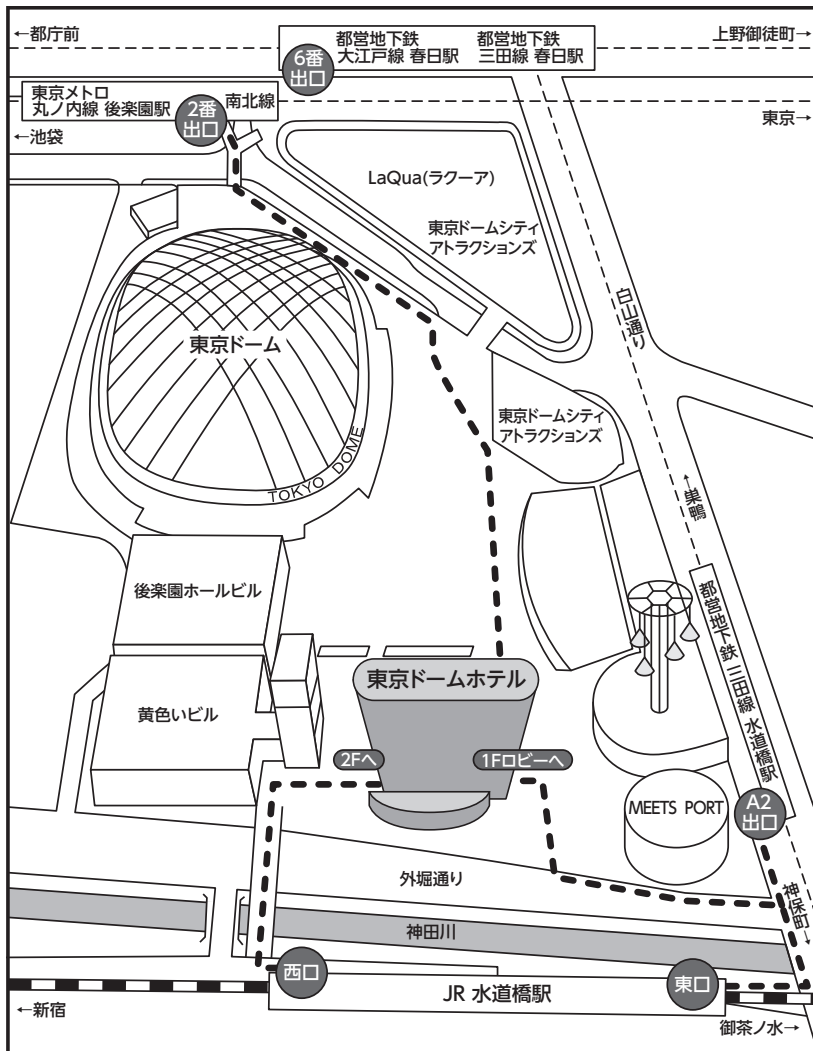 ←都庁前
都営地下鉄
大江戸線 春日駅
都営地下鉄
三田線 春日駅
上野御徒町→
6番
出口
東京メトロ
丸ノ内線 後楽園駅
南北線
2番
出口
←池袋
東京→
LaQua(ラクーア)
東京ドームシティ
アトラクションズ
白山通り
東京ドーム
東京ドームシティ
アトラクションズ
TOKYO DOME
←巣鴨
後楽園ホールビル
都営地下鉄 三田線 水道橋駅
東京ドームホテル
黄色いビル
2Fへ
1Fロビーへ
MEETS PORT
A2
出口
外堀通り
神保町→
神田川
西口
JR 水道橋駅
東口
←新宿
御茶ノ水→